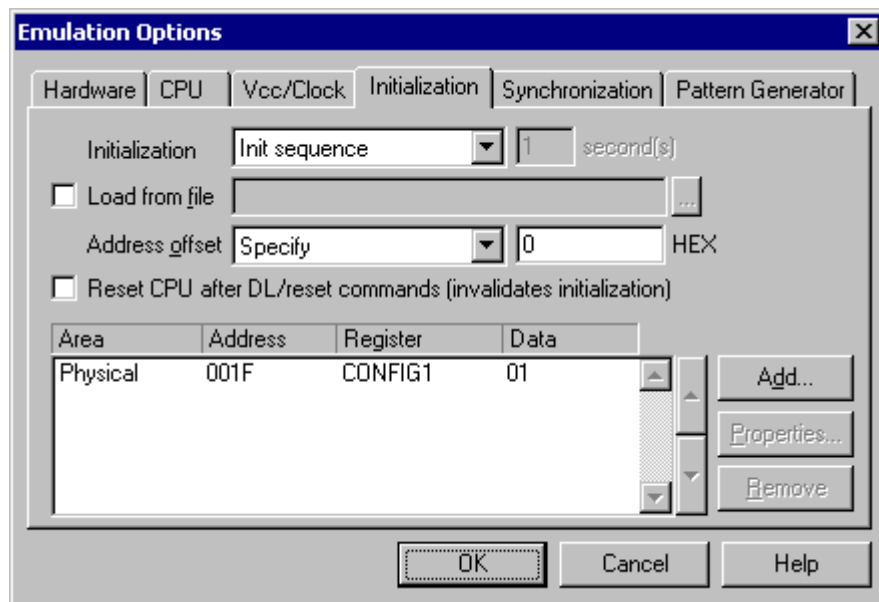 Emulation Options
Hardware CPU Vcc/Clock Initialization Synchronization Pattern Generator
Initialization Init sequence 1 second(s)
Load from file ...
Address offset Specify 0 HEX
Reset CPU after DL/reset commands (invalidates initialization)
Area Address Register Data
Physical 001F CONFIG1 01
Add...
Properties...
Remove
OK Cancel Help